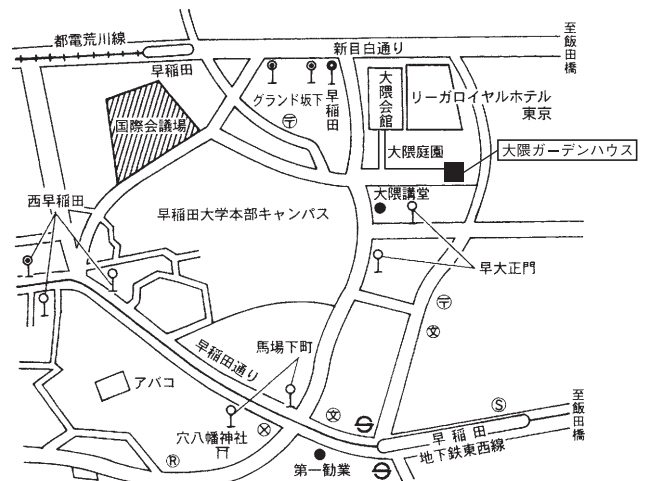 都電荒川線
早稲田
新目白通り
至飯田橋
グランド坂下
早稲田
大隈会館
リーガロイヤルホテル
東京
国際会議場
大隈庭園
大隈ガーデンハウス
西早稲田
早稲田大学本部キャンパス
大隈講堂
早大正門
早稲田通り
馬場下町
アバコ
穴八幡神社
第一勧業
早稲田
地下鉄東西線
至飯田橋
〒
〒
文
文
S
R